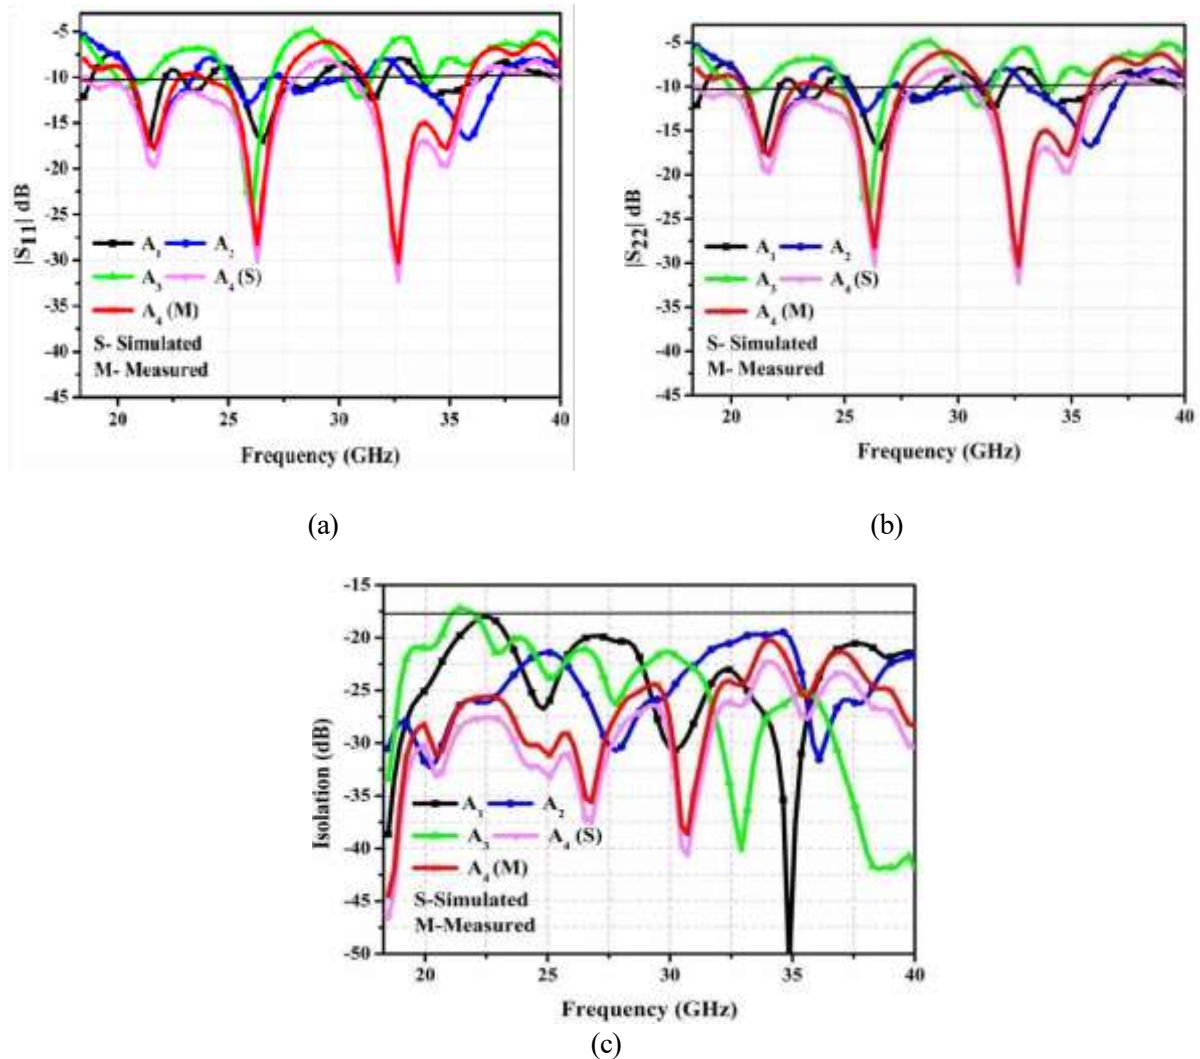 -5
-10
-15
-20
-25
-30
-35
-40
-45
|S11| dB
A1 A2
A3 A4 (S)
A4 (M)
S- Simulated
M- Measured
20 25 30 35 40
Frequency (GHz)
(a)
-5
-10
-15
-20
-25
-30
-35
-40
-45
|S22| dB
A1 A2
A3 A4 (S)
A4 (M)
S- Simulated
M- Measured
20 25 30 35 40
Frequency (GHz)
(b)
-15
-20
-25
-30
-35
-40
-45
-50
Isolation (dB)
A1 A2
A3 A4 (S)
A4 (M)
S-Simulated
M-Measured
20 25 30 35 40
Frequency (GHz)
(c)